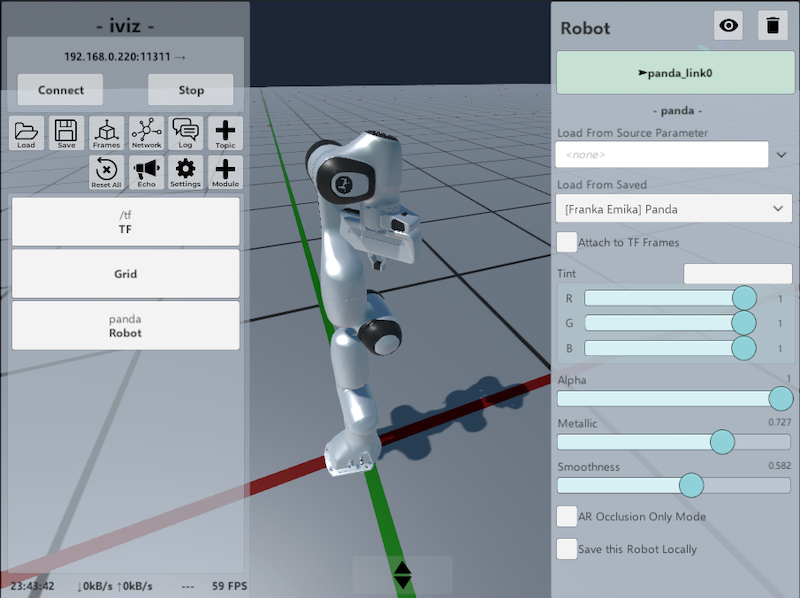 - iviz -
192.168.0.220:11311 →
Connect
Stop
Load
Save
Frames
Network
Log
Topic
Reset All
Echo
Settings
Module
/tf
TF
Grid
panda
Robot
23:43:42 ↓0kB/s ↑0kB/s --- 59 FPS
Robot
➣panda_link0
- panda -
Load From Source Parameter
<none>
Load From Saved
[Franka Emika] Panda
Attach to TF Frames
Tint
R 1
G 1
B 1
Alpha 1
Metallic 0.727
Smoothness 0.582
AR Occlusion Only Mode
Save this Robot Locally